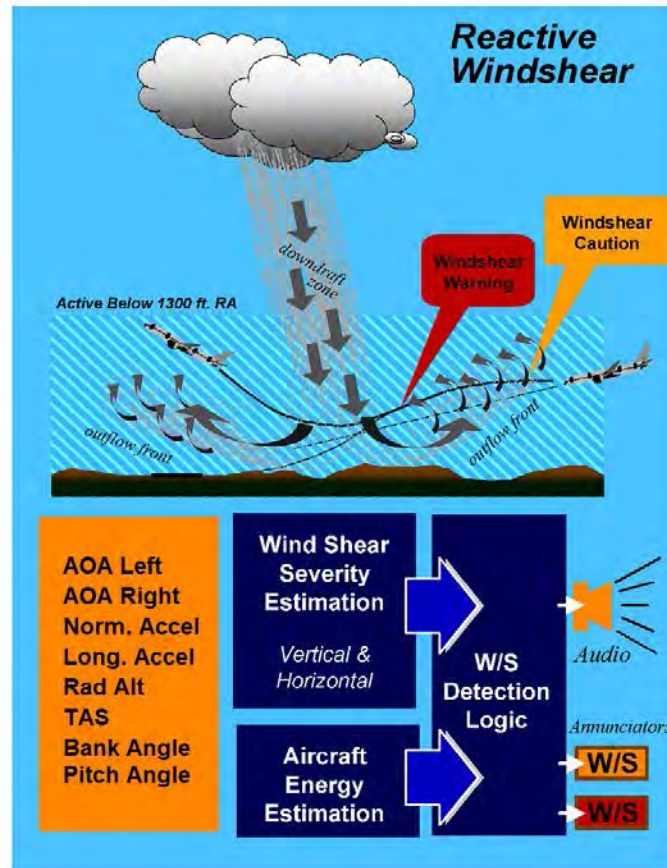 Reactive
Windshear
Windshear
Caution
Windshear
Warning
downdraft
zone
Active Below 1300 ft. RA
outflow front
outflow front
AOA Left
AOA Right
Norm. Accel
Long. Accel
Rad Alt
TAS
Bank Angle
Pitch Angle
Wind Shear
Severity
Estimation
Vertical &
Horizontal
Aircraft
Energy
Estimation
W/S
Detection
Logic
Audio
Annunciators
W/S
W/S